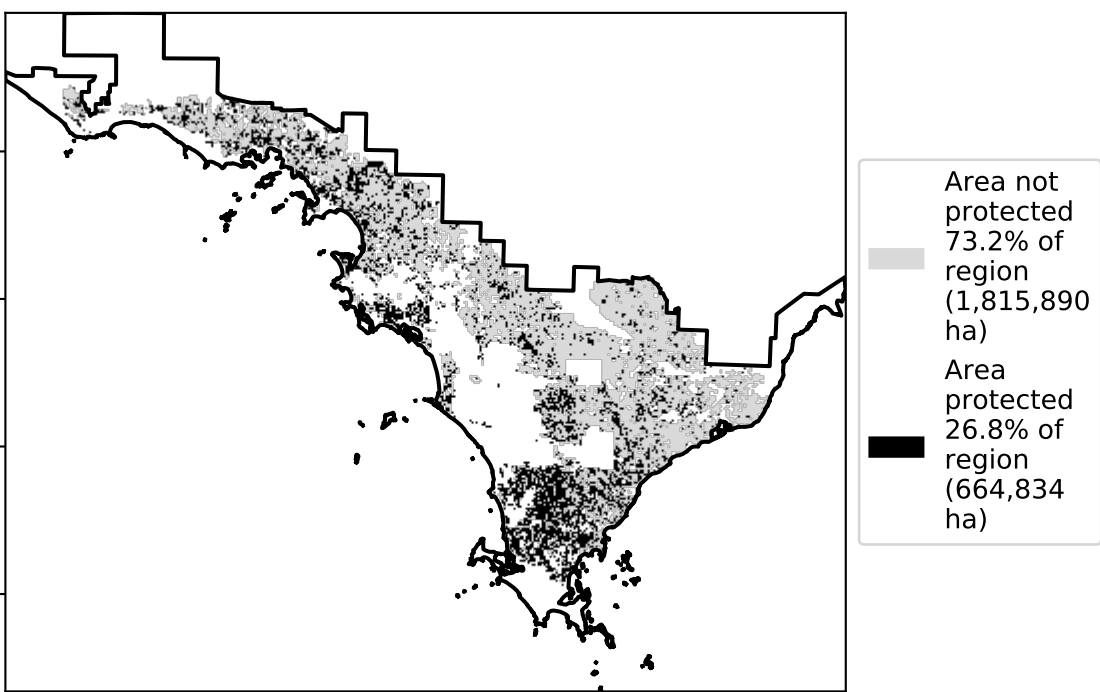 Area not
protected
73.2% of
region
(1,815,890
ha)
Area
protected
26.8% of
region
(664,834
ha)